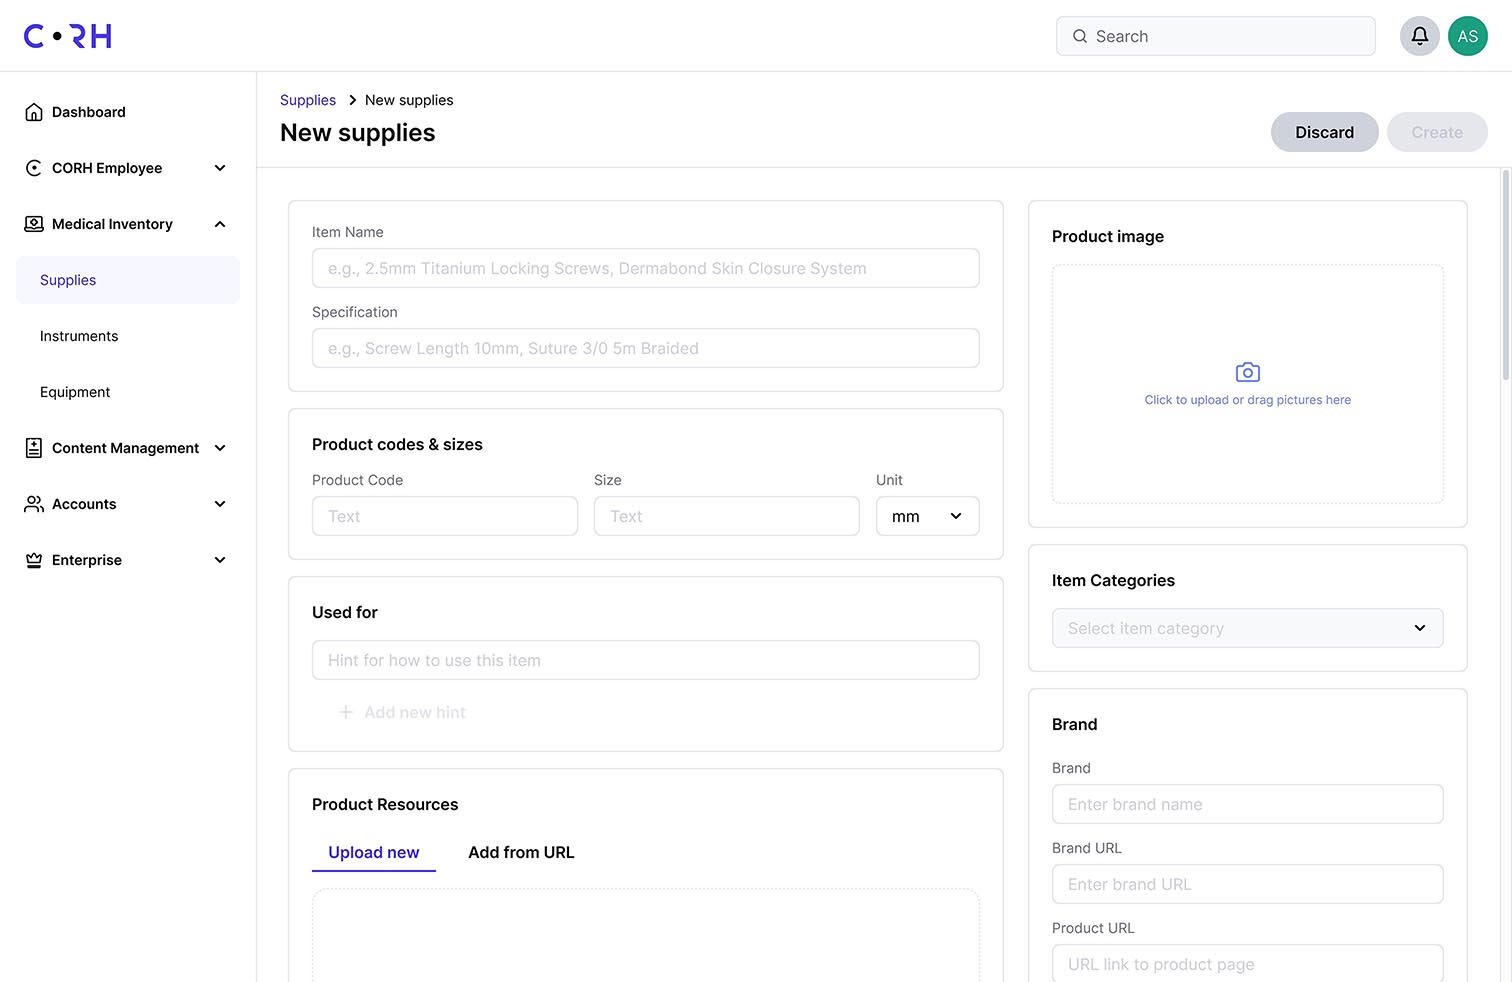 C•RH
Search
AS
Dashboard
CORH Employee
Medical Inventory
Supplies
Instruments
Equipment
Content Management
Accounts
Enterprise
Supplies > New supplies
New supplies
Discard
Create
Item Name
e.g., 2.5mm Titanium Locking Screws, Dermabond Skin Closure System
Specification
e.g., Screw Length 10mm, Suture 3/0 5m Braided
Product codes & sizes
Product Code
Size
Unit
Text
Text
mm
Used for
Hint for how to use this item
+ Add new hint
Product Resources
Upload new
Add from URL
Product image
Click to upload or drag pictures here
Item Categories
Select item category
Brand
Brand
Enter brand name
Brand URL
Enter brand URL
Product URL
URL link to product page